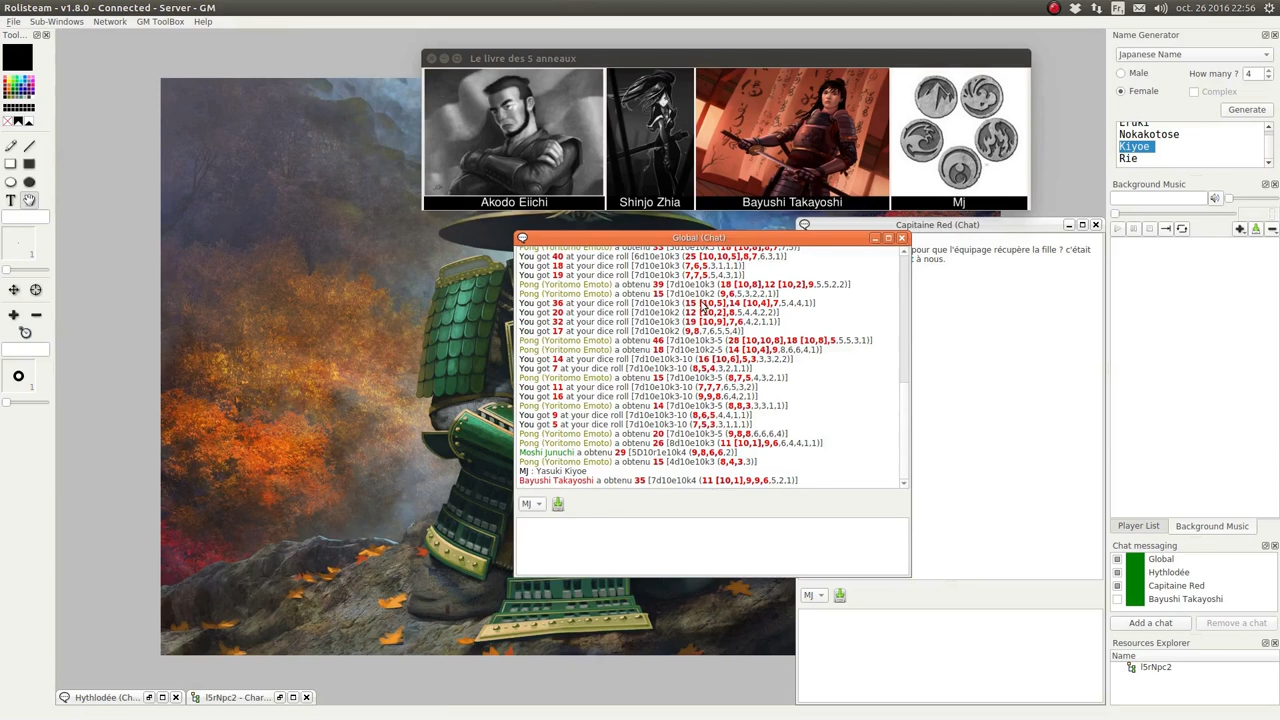 Rolisteam - v1.8.0 - Connected - Server - GM
Fr₁
oct. 26 2016 22:56
File Sub-Windows Network GM ToolBox Help
Tool...
T
1
1
Le livre des 5 anneaux
Akodo Eiichi
Shinjo Zhia
Bayushi Takayoshi
Mj
Capitaine Red (Chat)
pour que l'équipage récupère la fille ? c'était
t à nous.
MJ
Global (Chat)
You got 40 at your dice roll [6d10e10k3 (25 [10,10,5],8,7,6,3,1)]
You got 18 at your dice roll [7d10e10k3 (7,6,5,3,1,1,1)]
You got 19 at your dice roll [7d10e10k3 (7,7,5,5,4,3,1)]
Pong (Yoritomo Emoto) a obtenu 39 [7d10e10k3 (18 [10,8],12 [10,2],9,5,5,2,2)]
Pong (Yoritomo Emoto) a obtenu 15 [7d10e10k2 (9,6,5,3,2,2,1)]
You got 36 at your dice roll [7d10e10k3 (15 [10,5],14 [10,4],7,5,4,4,1)]
You got 20 at your dice roll [7d10e10k2 (12 [10,2],8,5,4,4,2,2)]
You got 32 at your dice roll [7d10e10k3 (19 [10,9],7,6,4,2,1,1)]
You got 17 at your dice roll [7d10e10k2 (9,8,7,6,5,5,4)]
Pong (Yoritomo Emoto) a obtenu 46 [7d10e10k3-5 (28 [10,10,8],18 [10,8],5,5,5,3,1)]
Pong (Yoritomo Emoto) a obtenu 18 [7d10e10k2-5 (14 [10,4],9,8,6,6,4,1)]
You got 14 at your dice roll [7d10e10k3-10 (16 [10,6],5,3,3,3,2,2)]
You got 7 at your dice roll [7d10e10k3-10 (8,5,4,3,2,1,1)]
Pong (Yoritomo Emoto) a obtenu 15 [7d10e10k3-5 (8,7,5,4,3,2,1)]
You got 11 at your dice roll [7d10e10k3-10 (7,7,7,6,5,3,2)]
You got 16 at your dice roll [7d10e10k3-10 (9,9,8,6,4,2,1)]
Pong (Yoritomo Emoto) a obtenu 14 [7d10e10k3-5 (8,8,3,3,3,1,1)]
You got 9 at your dice roll [7d10e10k3-10 (8,6,5,4,4,1,1)]
You got 5 at your dice roll [7d10e10k3-10 (7,5,3,3,1,1,1)]
Pong (Yoritomo Emoto) a obtenu 20 [7d10e10k3-5 (9,8,8,6,6,6,4)]
Pong (Yoritomo Emoto) a obtenu 26 [8d10e10k3 (11 [10,1],9,6,6,4,4,1,1)]
Moshi Junuchi a obtenu 29 [5D10r1e10k4 (9,8,6,6,2)]
Pong (Yoritomo Emoto) a obtenu 15 [4d10e10k3 (8,4,3,3)]
MJ : Yasuki Kiyoe
Bayushi Takayoshi a obtenu 35 [7d10e10k4 (11 [10,1],9,9,6,5,2,1)]
MJ
Name Generator
Japanese Name
Male
How many ? 4
Female
Complex
Generate
Nokakotose
Kiyoe
Rie
Background Music
Player List
Background Music
Chat messaging
Global
Hythlodée
Capitaine Red
Bayushi Takayoshi
Add a chat
Remove a chat
Resources Explorer
Name
l5rNpc2
Hythlodée (Ch...
l5rNpc2 - Char...